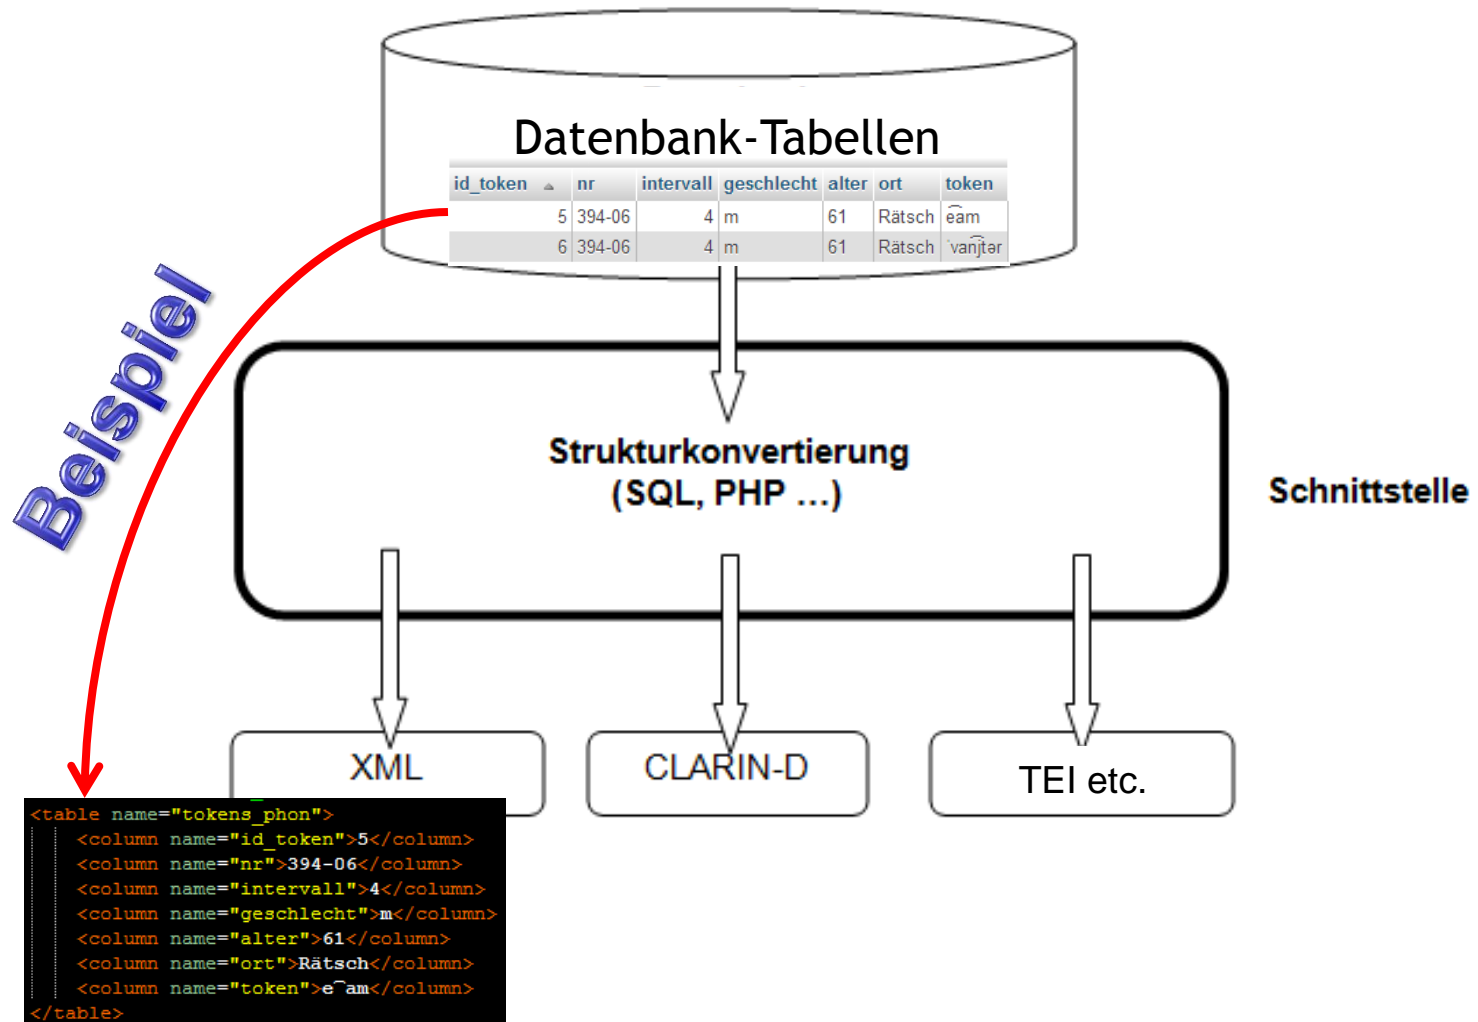 Datenbank-Tabellen
id_token nr intervall geschlecht alter ort token
5 394-06 4 m 61 Rätsch e͡am
6 394-06 4 m 61 Rätsch
Beispiel
Strukturkonvertierung
(SQL, PHP ...)
Schnittstelle
XML
CLARIN-D
TEI etc.
<table name="tokens_phon">
<column name="id_token">5</column>
<column name="nr">394-06</column>
<column name="intervall">4</column>
<column name="geschlecht">m</column>
<column name="alter">61</column>
<column name="ort">Rätsch</column>
<column name="token">e͡am</column>
</table>